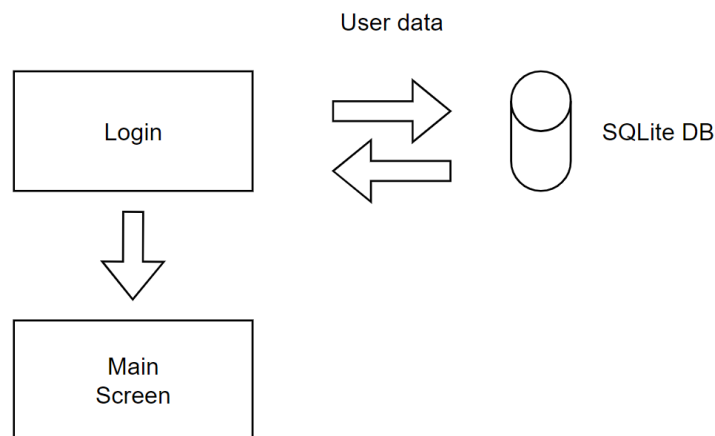 User data
Login
SQLite DB
Main
Screen